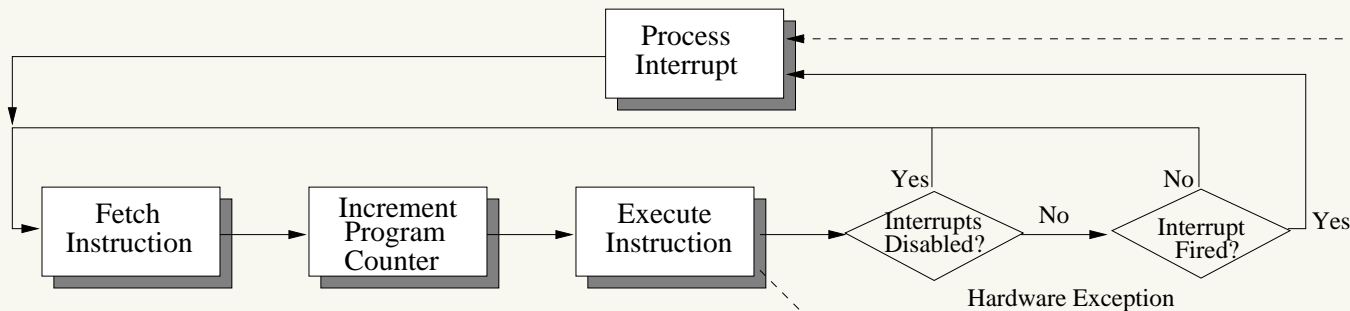 Process
Interrupt
Fetch
Instruction
Increment
Program
Counter
Execute
Instruction
Yes
Interrupts
Disabled?
No
No
Interrupt
Fired?
Yes
Hardware Exception